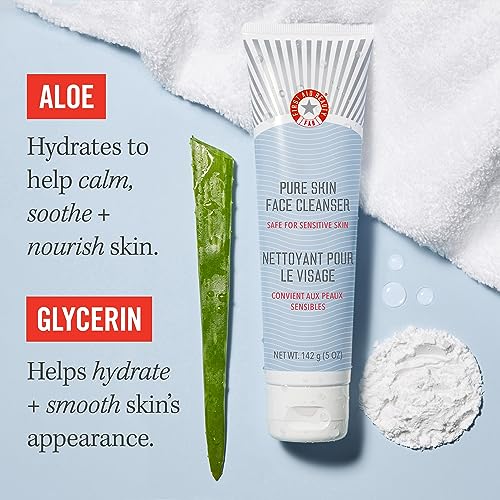 ALOE
Hydrates to
help calm,
soothe +
nourish skin.
GLYCERIN
Helps hydrate
+ smooth skin's
appearance.
FIRST AID BEAUTY
FAB
PURE SKIN
FACE CLEANSER
SAFE FOR SENSITIVE SKIN
NETTOYANT POUR
LE VISAGE
CONVIENT AUX PEAUX
SENSIBLES
NET WT. 142 g (5 OZ)